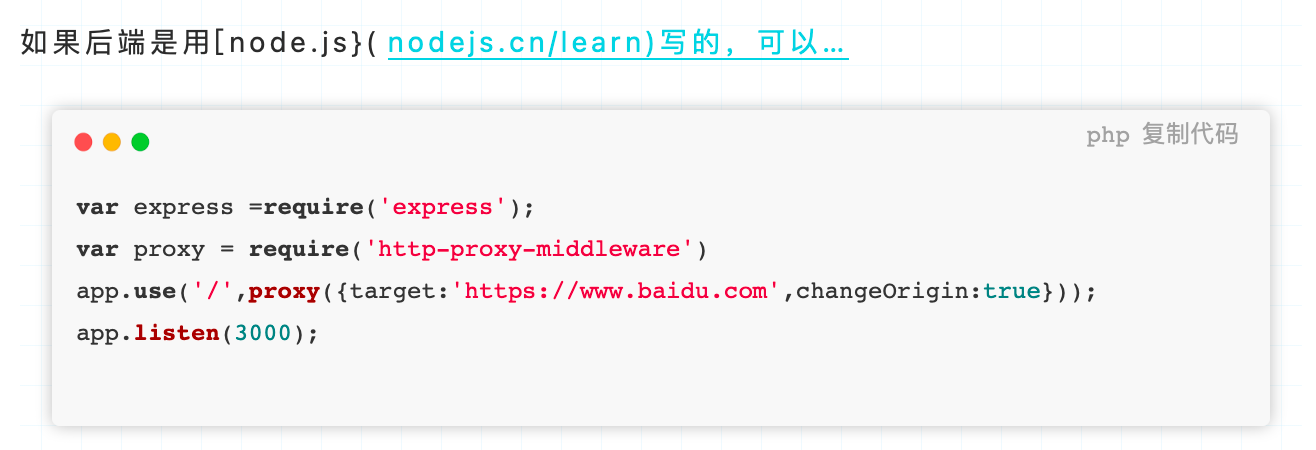 如果后端是用[node.js}( nodejs.cn/learn)写的，可以…
php 复制代码
var express =require('express');
var proxy = require('http-proxy-middleware')
app.use('/',proxy({target:'https://www.baidu.com',changeOrigin:true}));
app.listen(3000);